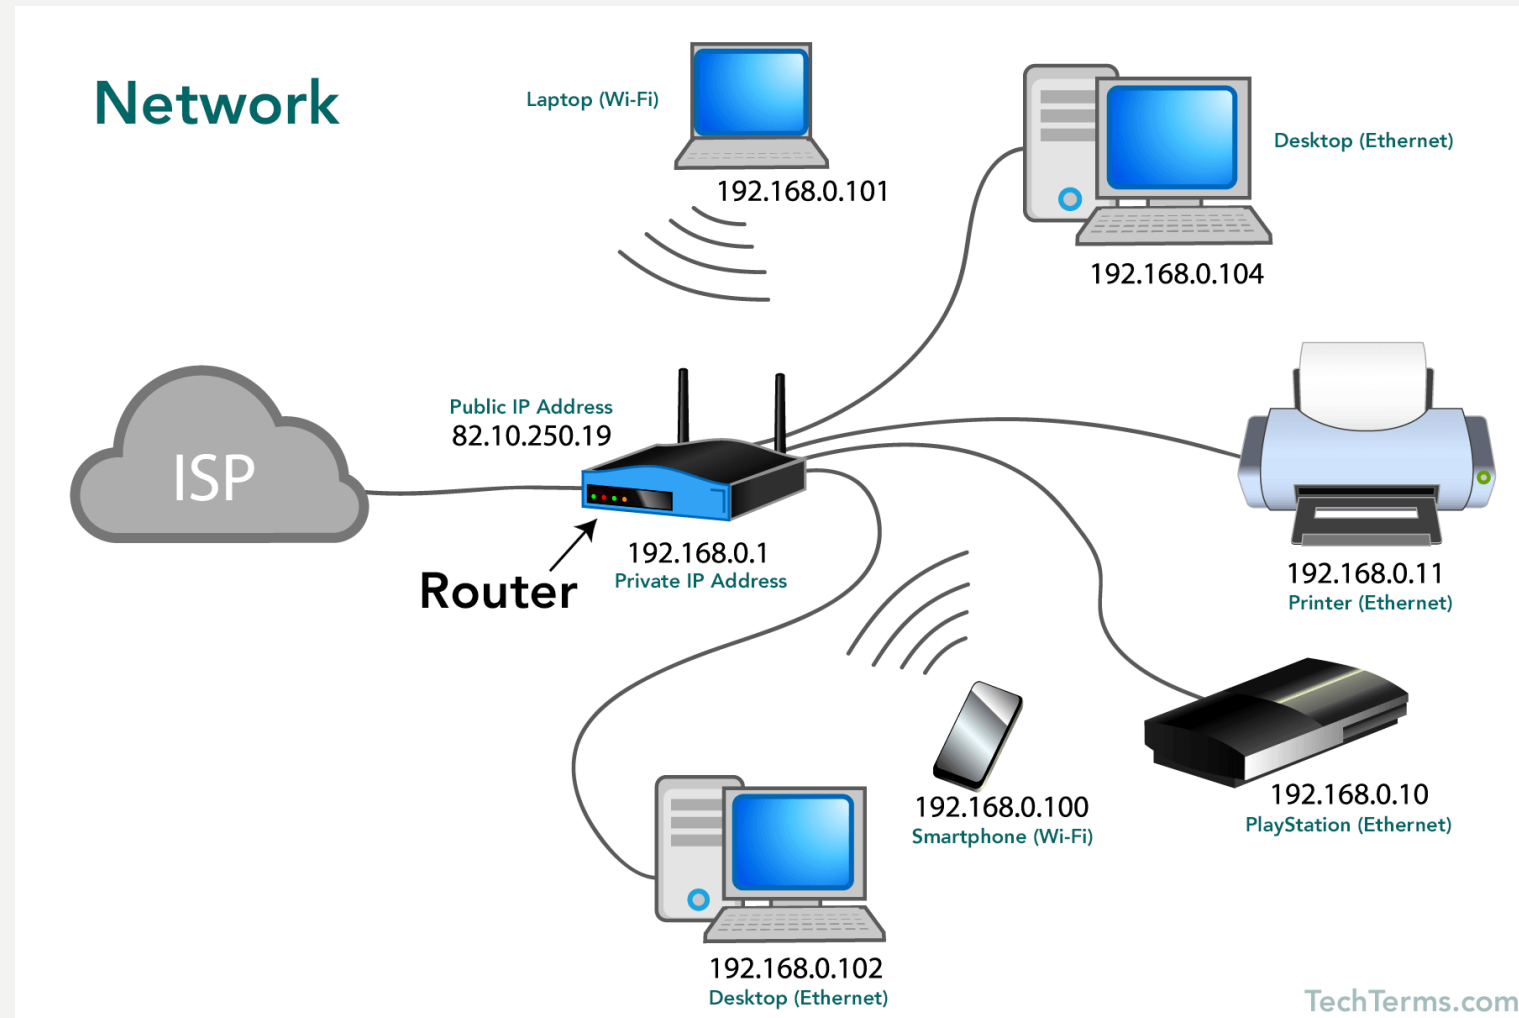 Network
Laptop (Wi-Fi)
192.168.0.101
Desktop (Ethernet)
192.168.0.104
ISP
Public IP Address
82.10.250.19
Router
192.168.0.1
Private IP Address
192.168.0.11
Printer (Ethernet)
192.168.0.100
Smartphone (Wi-Fi)
192.168.0.10
PlayStation (Ethernet)
192.168.0.102
Desktop (Ethernet)
TechTerms.com